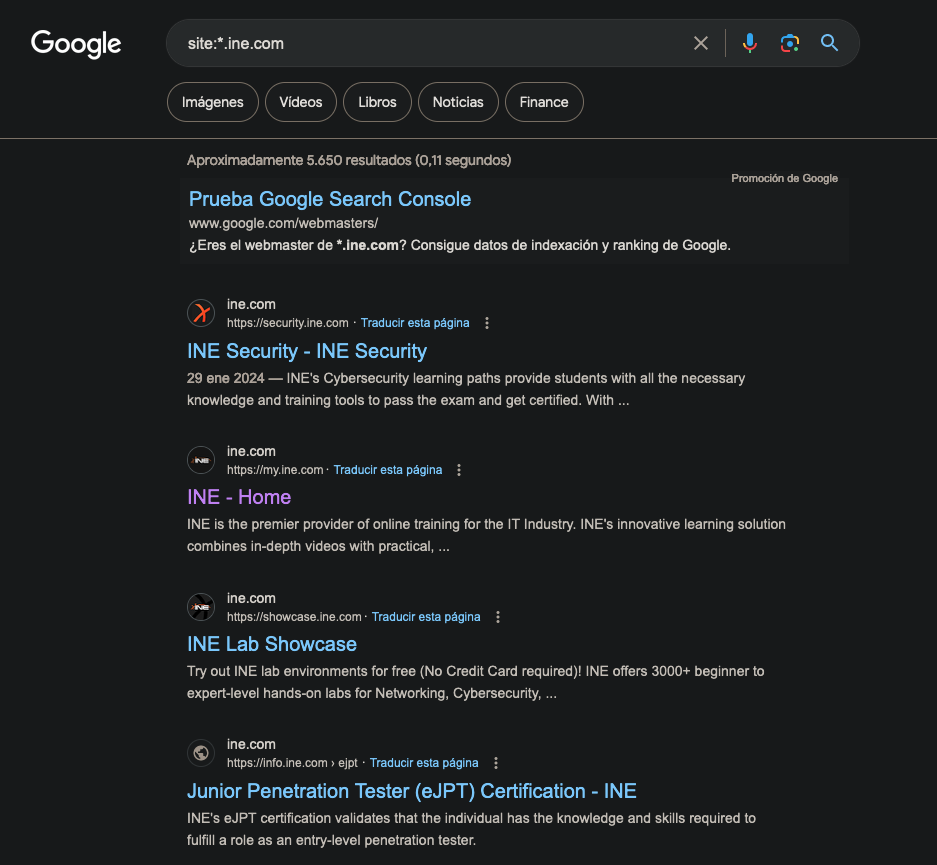 Google
site:*.ine.com
Imágenes
Vídeos
Libros
Noticias
Finance
Aproximadamente 5.650 resultados (0,11 segundos)
Promoción de Google
Prueba Google Search Console
www.google.com/webmasters/
¿Eres el webmaster de *.ine.com? Consigue datos de indexación y ranking de Google.
ine.com
https://security.ine.com · Traducir esta página
INE Security - INE Security
29 ene 2024 — INE's Cybersecurity learning paths provide students with all the necessary
knowledge and training tools to pass the exam and get certified. With ...
INE
ine.com
https://my.ine.com · Traducir esta página
INE - Home
INE is the premier provider of online training for the IT Industry. INE's innovative learning solution
combines in-depth videos with practical, ...
INE
ine.com
https://showcase.ine.com · Traducir esta página
INE Lab Showcase
Try out INE lab environments for free (No Credit Card required)! INE offers 3000+ beginner to
expert-level hands-on labs for Networking, Cybersecurity, ...
ine.com
https://info.ine.com › ejpt · Traducir esta página
Junior Penetration Tester (eJPT) Certification - INE
INE's eJPT certification validates that the individual has the knowledge and skills required to
fulfill a role as an entry-level penetration tester.